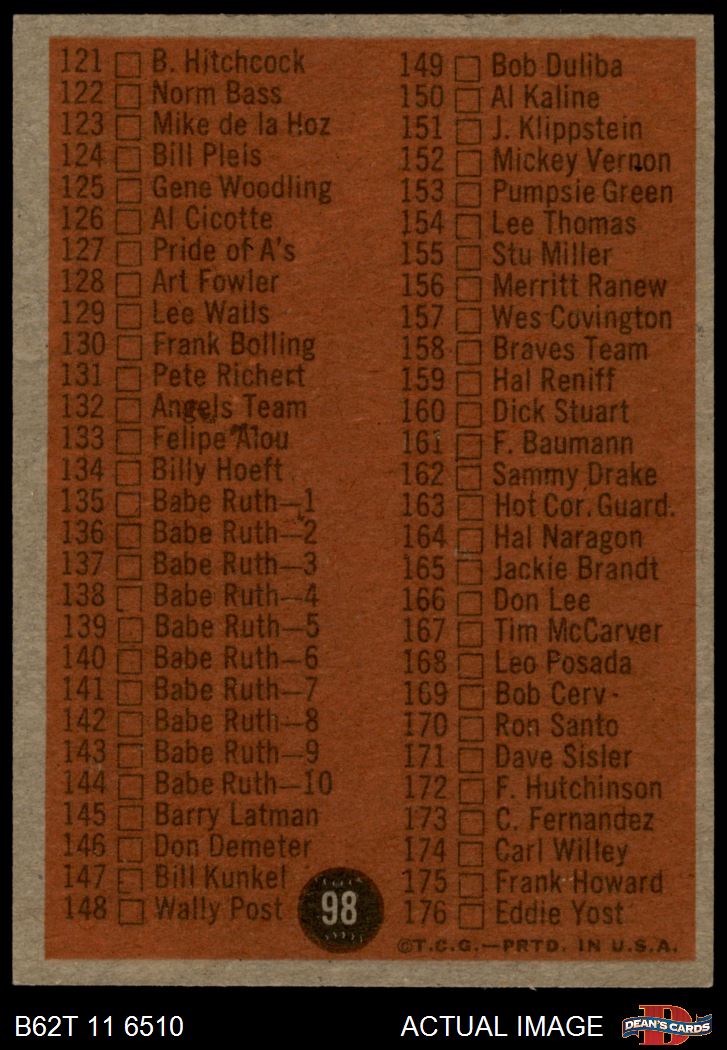 121 B. Hitchcock
122 Norm Bass
123 Mike de la Hoz
124 Bill Pleis
125 Gene Woodling
126 Al Cicotte
127 Pride of A's
128 Art Fowler
129 Lee Walls
130 Frank Bolling
131 Pete Richert
132 Angels Team
133 Felipe Alou
134 Billy Hoeft
135 Babe Ruth—1
136 Babe Ruth—2
137 Babe Ruth—3
138 Babe Ruth—4
139 Babe Ruth—5
140 Babe Ruth—6
141 Babe Ruth—7
142 Babe Ruth—8
143 Babe Ruth—9
144 Babe Ruth—10
145 Barry Latman
146 Don Demeter
147 Bill Kunkel
148 Wally Post
98
149 Bob Duliba
150 Al Kaline
151 J. Klippstein
152 Mickey Vernon
153 Pumpsie Green
154 Lee Thomas
155 Stu Miller
156 Merritt Ranew
157 Wes Covington
158 Braves Team
159 Hal Reniff
160 Dick Stuart
161 F. Baumann
162 Sammy Drake
163 Hot Cor. Guard.
164 Hal Naragon
165 Jackie Brandt
166 Don Lee
167 Tim McCarver
168 Leo Posada
169 Bob Cerv
170 Ron Santo
171 Dave Sisler
172 F. Hutchinson
173 C. Fernandez
174 Carl Willey
175 Frank Howard
176 Eddie Yost
©T.C.G.—PRTD. IN U.S.A.
B62T 11 6510
ACTUAL IMAGE
D
DEAN'S CARDS